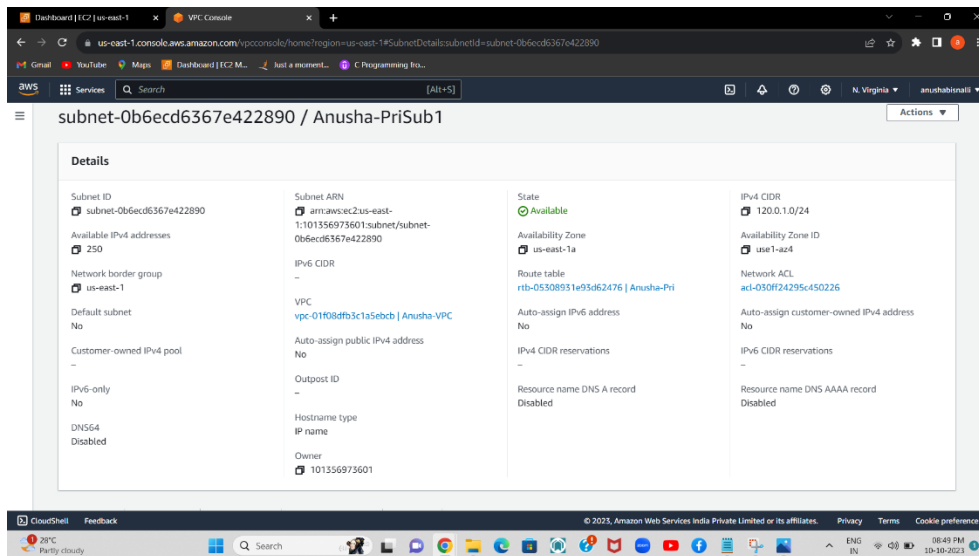 Dashboard | EC2 | us-east-1
VPC Console
us-east-1.console.aws.amazon.com/vpcconsole/home?region=us-east-1#SubnetDetails:subnetId=subnet-0b6ecd6367e422890
Gmail YouTube Maps Dashboard | EC2 M... Just a moment... C Programming fro...
aws Services Search [Alt+S] N. Virginia anushabisnalli
subnet-0b6ecd6367e422890 / Anusha-PriSub1
Actions
Details
Subnet ID
subnet-0b6ecd6367e422890
Available IPv4 addresses
250
Network border group
us-east-1
Default subnet
No
Customer-owned IPv4 pool
–
IPv6-only
No
DNS64
Disabled
Subnet ARN
arn:aws:ec2:us-east-
1:101356973601:subnet/subnet-
0b6ecd6367e422890
IPv6 CIDR
–
VPC
vpc-01f08dfb3c1a5ebcb | Anusha-VPC
Auto-assign public IPv4 address
No
Outpost ID
–
Hostname type
IP name
Owner
101356973601
State
Available
Availability Zone
us-east-1a
Route table
rtb-05308931e93d62476 | Anusha-Pri
Auto-assign IPv6 address
No
IPv4 CIDR reservations
–
Resource name DNS A record
Disabled
IPv4 CIDR
120.0.1.0/24
Availability Zone ID
use1-az4
Network ACL
acl-030ff24295c450226
Auto-assign customer-owned IPv4 address
No
IPv6 CIDR reservations
–
Resource name DNS AAAA record
Disabled
CloudShell Feedback © 2023, Amazon Web Services India Private Limited or its affiliates. Privacy Terms Cookie preference
1
28°C
Partly cloudy
Search
ENG
IN
08:49 PM
10-10-2023